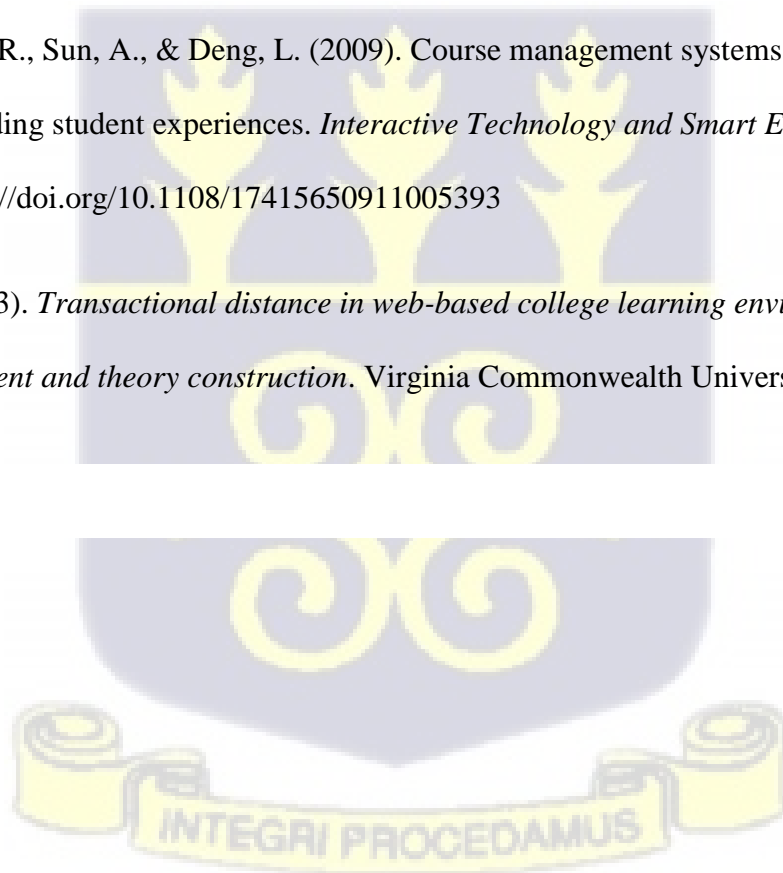 R., Sun, A., & Deng, L. (2009). Course management systems
ding student experiences. Interactive Technology and Smart E
//doi.org/10.1108/17415650911005393
3). Transactional distance in web-based college learning envi
ent and theory construction. Virginia Commonwealth Univers
INTEGRI PROCEDAMUS